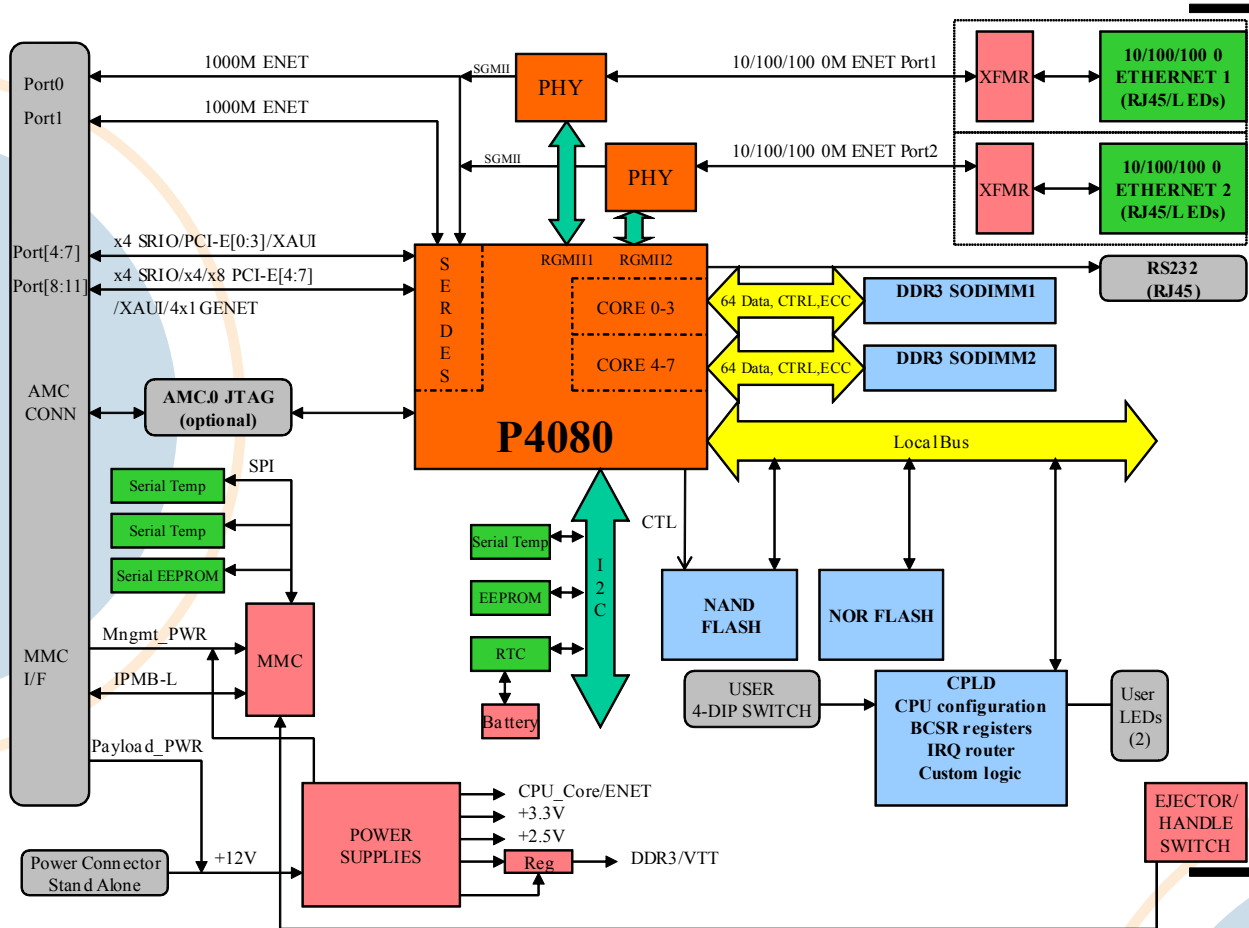 1000M ENET
SGMII
PHY
10/100/100 0M ENET Port1
XFMR
10/100/100 0
ETHERNET 1
(RJ45/LEDs)
Port0
Port1
1000M ENET
SGMII
PHY
10/100/100 0M ENET Port2
XFMR
10/100/100 0
ETHERNET 2
(RJ45/LEDs)
Port[4:7]
x4 SRIO/PCI-E[0:3]/XAUI
Port[8:11]
x4 SRIO/x4/x8 PCI-E[4:7]
/XAUI/4x1 GENET
SERDES
RGMII1
RGMII2
CORE 0-3
CORE 4-7
P4080
RS232
(RJ45)
64 Data, CTRL,ECC
DDR3 SODIMM1
64 Data, CTRL,ECC
DDR3 SODIMM2
AMC
CONN
AMC.0 JTAG
(optional)
LocalBus
SPI
Serial Temp
Serial Temp
Serial EEPROM
Serial Temp
EEPROM
RTC
Battery
I2C
CTL
NAND
FLASH
NOR FLASH
MMC
I/F
Mngmt_PWR
IPMB-L
MMC
Payload_PWR
USER
4-DIP SWITCH
CPLD
CPU configuration
BCSR registers
IRQ router
Custom logic
User
LEDs
(2)
Power Connector
Stand Alone
+12V
POWER
SUPPLIES
CPU_Core/ENET
+3.3V
+2.5V
Reg
DDR3/VTT
EJECTOR/
HANDLE
SWITCH